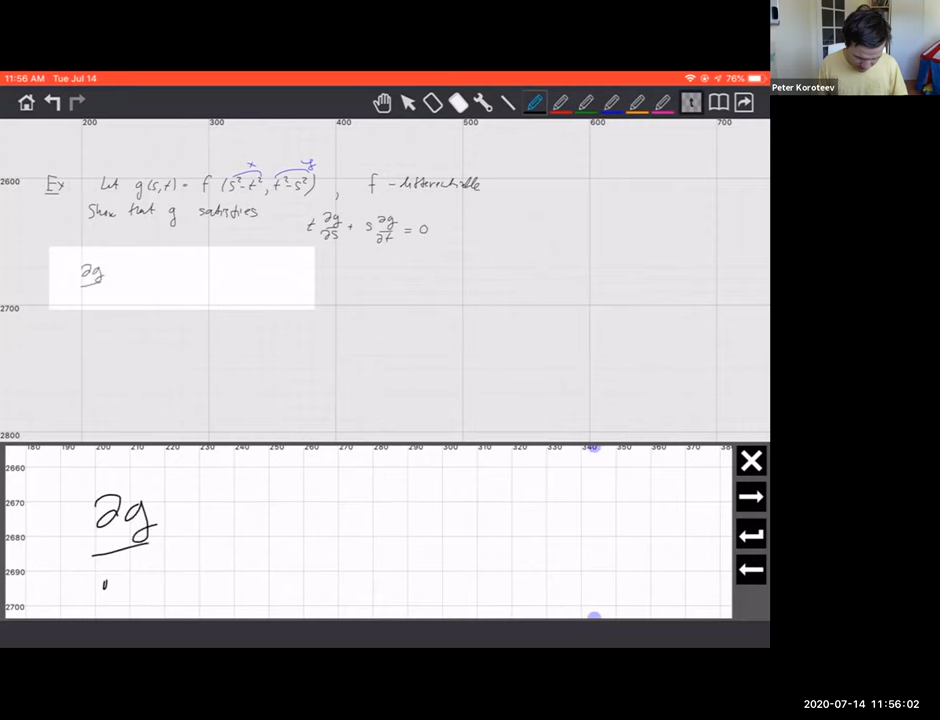 11:56 AM Tue Jul 14
76%
Peter Koroteev
t
200 300 400 500 600 700
2600
2700
2800
x y
Ex Let g(s,t) = f (s²-t², t²-s²), f - differentiable
Show that g satisfies t ∂g/∂s + s ∂g/∂t = 0
∂g
180 190 200 210 220 230 240 250 260 270 280 290 300 310 320 330 340 350 360 370 38
2660
2670
2680
2690
2700
∂g
2020-07-14 11:56:02